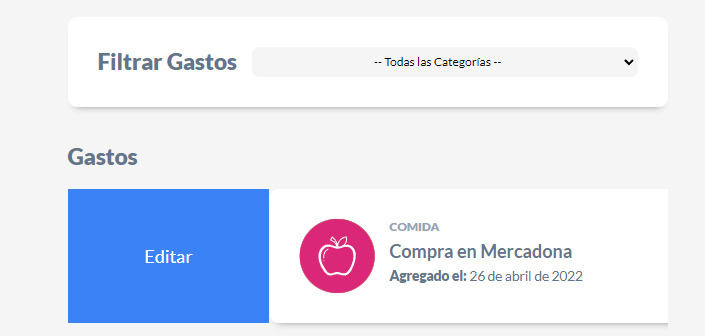 Filtrar Gastos
-- Todas las Categorías --
Gastos
Editar
COMIDA
Compra en Mercadona
Agregado el: 26 de abril de 2022